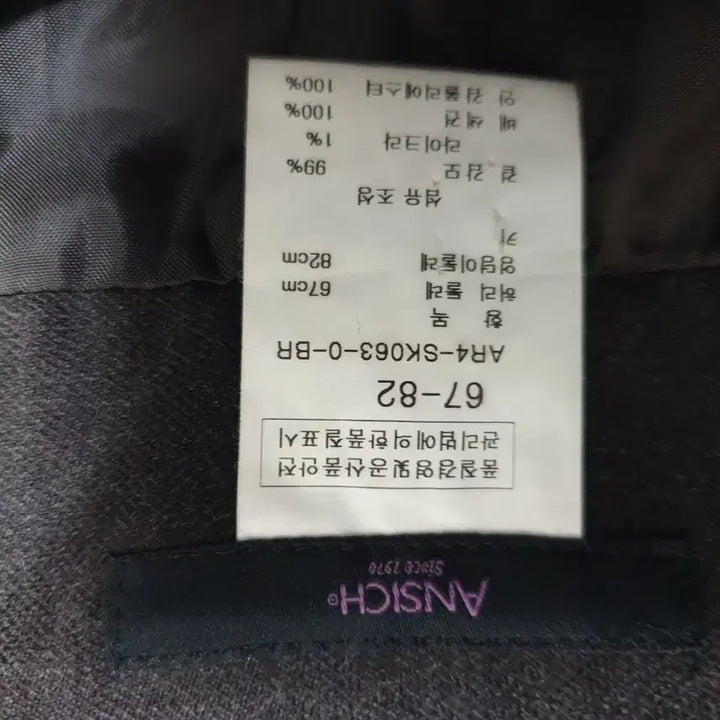 ANSICH®
SINCE 1970
품질경영및공산품안전
관리법에의한품질표시
67-82
AR4-SK063-0-BR
항 목
허리 둘레 67cm
엉덩이둘레 82cm
키
섬유 조성
겉 감 모 99%
라이크라 1%
배 색 견 100%
안 감 폴리에스터 100%